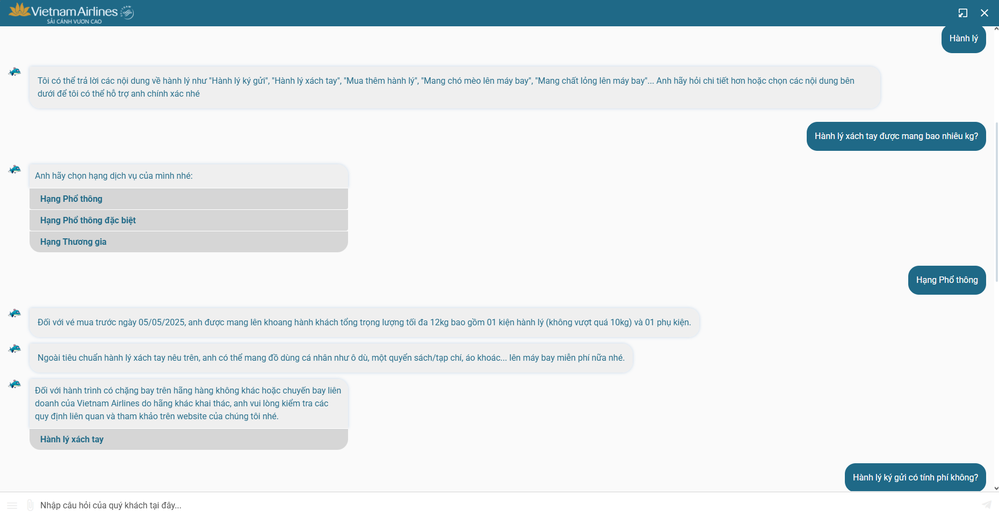 Vietnam Airlines
SẢI CÁNH VƯƠN CAO
Hành lý
Tôi có thể trả lời các nội dung về hành lý như "Hành lý ký gửi", "Hành lý xách tay", "Mua thêm hành lý", "Mang chó mèo lên máy bay", "Mang chất lỏng lên máy bay"... Anh hãy hỏi chi tiết hơn hoặc chọn các nội dung bên
dưới để tôi có thể hỗ trợ anh chính xác nhé
Hành lý xách tay được mang bao nhiêu kg?
Anh hãy chọn hạng dịch vụ của mình nhé:
Hạng Phổ thông
Hạng Phổ thông đặc biệt
Hạng Thương gia
Hạng Phổ thông
Đối với vé mua trước ngày 05/05/2025, anh được mang lên khoang hành khách tổng trọng lượng tối đa 12kg bao gồm 01 kiện hành lý (không vượt quá 10kg) và 01 phụ kiện.
Ngoài tiêu chuẩn hành lý xách tay nêu trên, anh có thể mang đồ dùng cá nhân như ô dù, một quyển sách/tạp chí, áo khoác... lên máy bay miễn phí nữa nhé.
Đối với hành trình có chặng bay trên hãng hàng không khác hoặc chuyến bay liên
doanh của Vietnam Airlines do hãng khác khai thác, anh vui lòng kiểm tra các
quy định liên quan và tham khảo trên website của chúng tôi nhé.
Hành lý xách tay
Hành lý ký gửi có tính phí không?
Nhập câu hỏi của quý khách tại đây...